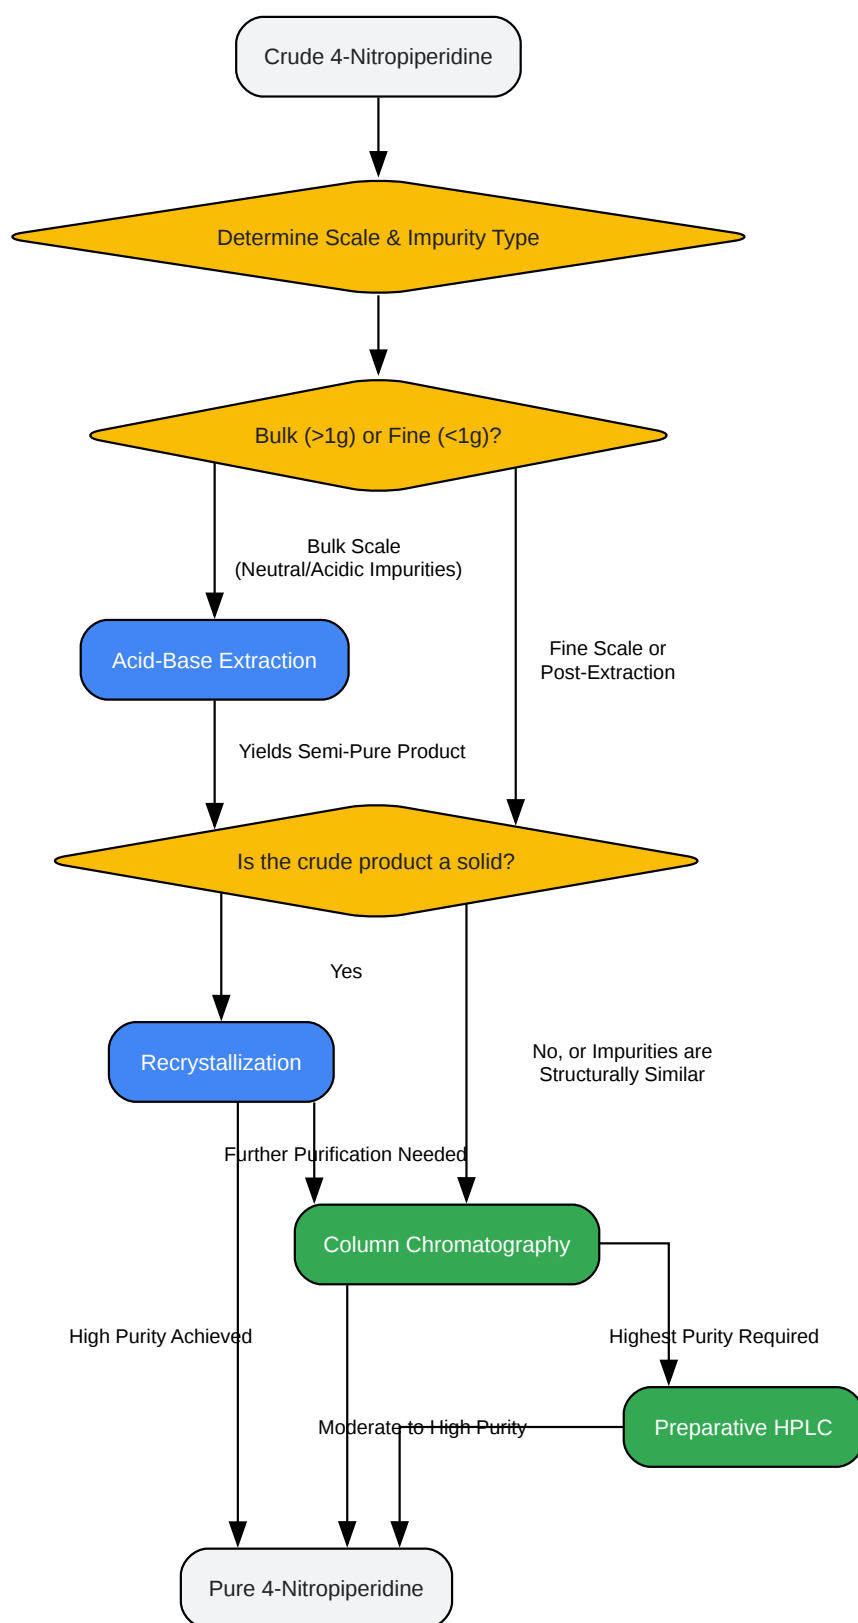 Crude 4-Nitropiperidine
Determine Scale & Impurity Type
Bulk (>1g) or Fine (<1g)?
Bulk Scale
(Neutral/Acidic Impurities)
Fine Scale or
Post-Extraction
Acid-Base Extraction
Yields Semi-Pure Product
Is the crude product a solid?
Yes
No, or Impurities are
Structurally Similar
Recrystallization
Further Purification Needed
Column Chromatography
High Purity Achieved
Highest Purity Required
Moderate to High Purity
Preparative HPLC
Pure 4-Nitropiperidine